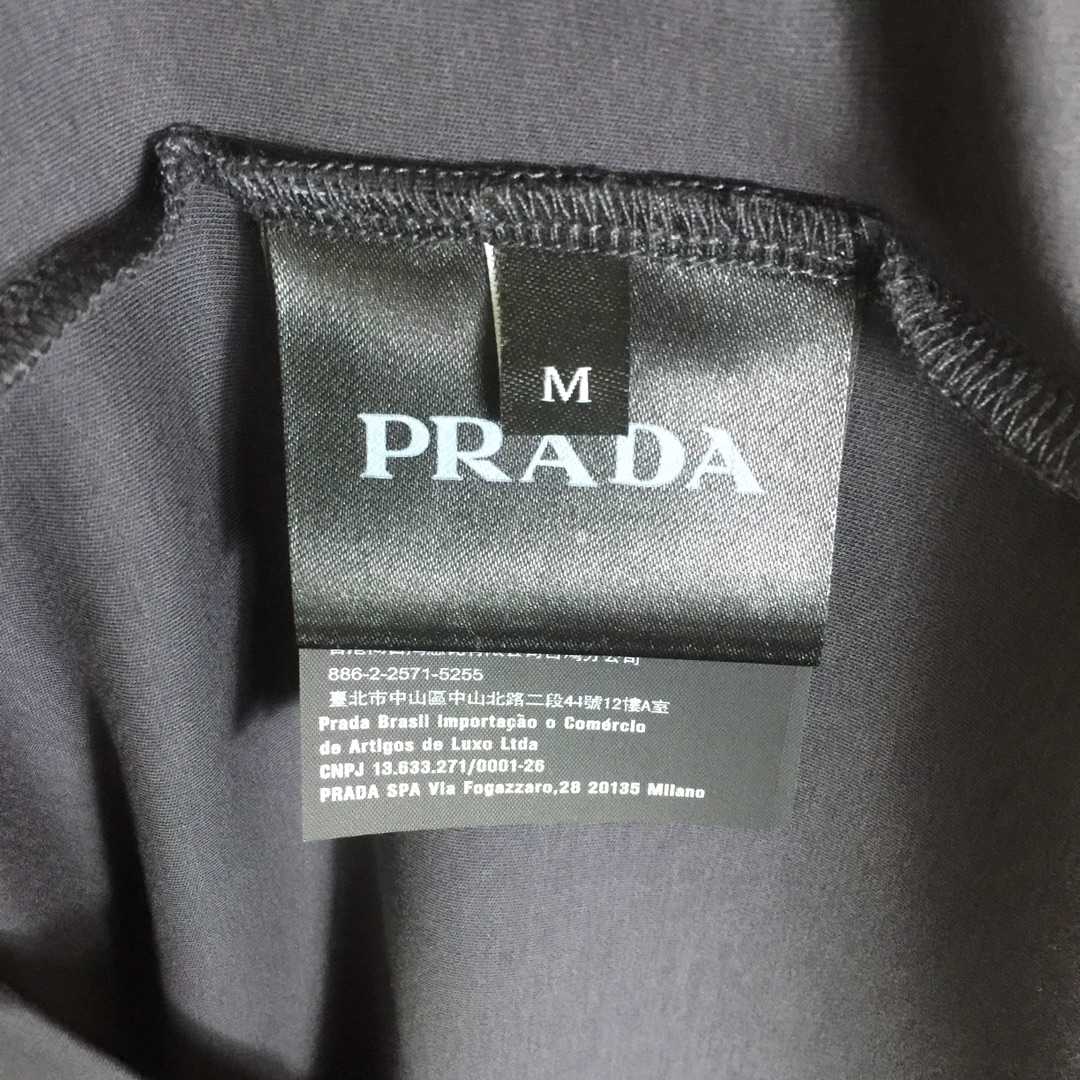 M
PRADA
886-2-2571-5255
臺北市中山區中山北路二段44號12樓A室
Prada Brasil Importação o Comércio
de Artigos de Luxo Ltda
CNPJ 13.633.271/0001-26
PRADA SPA Via Fogazzaro,28 20135 Milano